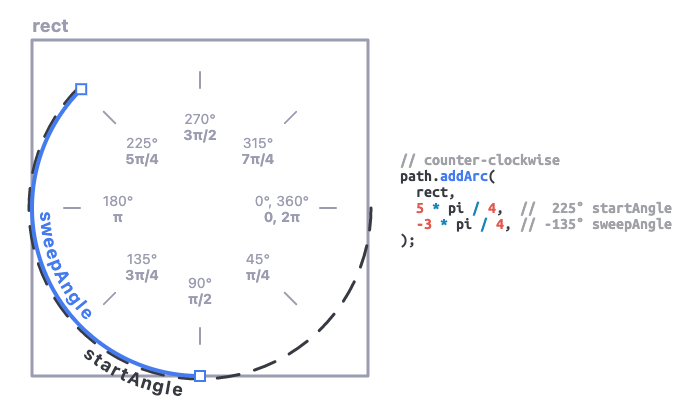 rect
270°
3π/2
225°
5π/4
315°
7π/4
180°
π
0°, 360°
0, 2π
135°
3π/4
45°
π/4
90°
π/2
sweepAngle
startAngle
// counter-clockwise
path.addArc(
  rect,
  5 * pi / 4,  //  225° startAngle
  -3 * pi / 4, // -135° sweepAngle
);